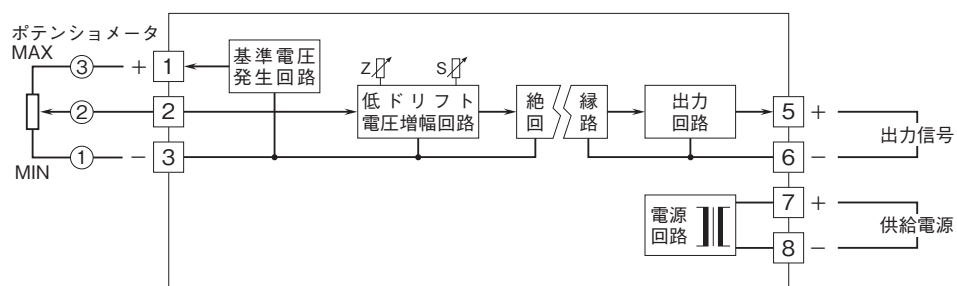 ポテンショメータ
MAX
③ + 1
② 2
① − 3
MIN
基準電圧
発生回路
Z
S
低ドリフト
電圧増幅回路
絶縁
回路
出力
回路
5 +
出力信号
6 −
電源
回路
7 +
供給電源
8 −